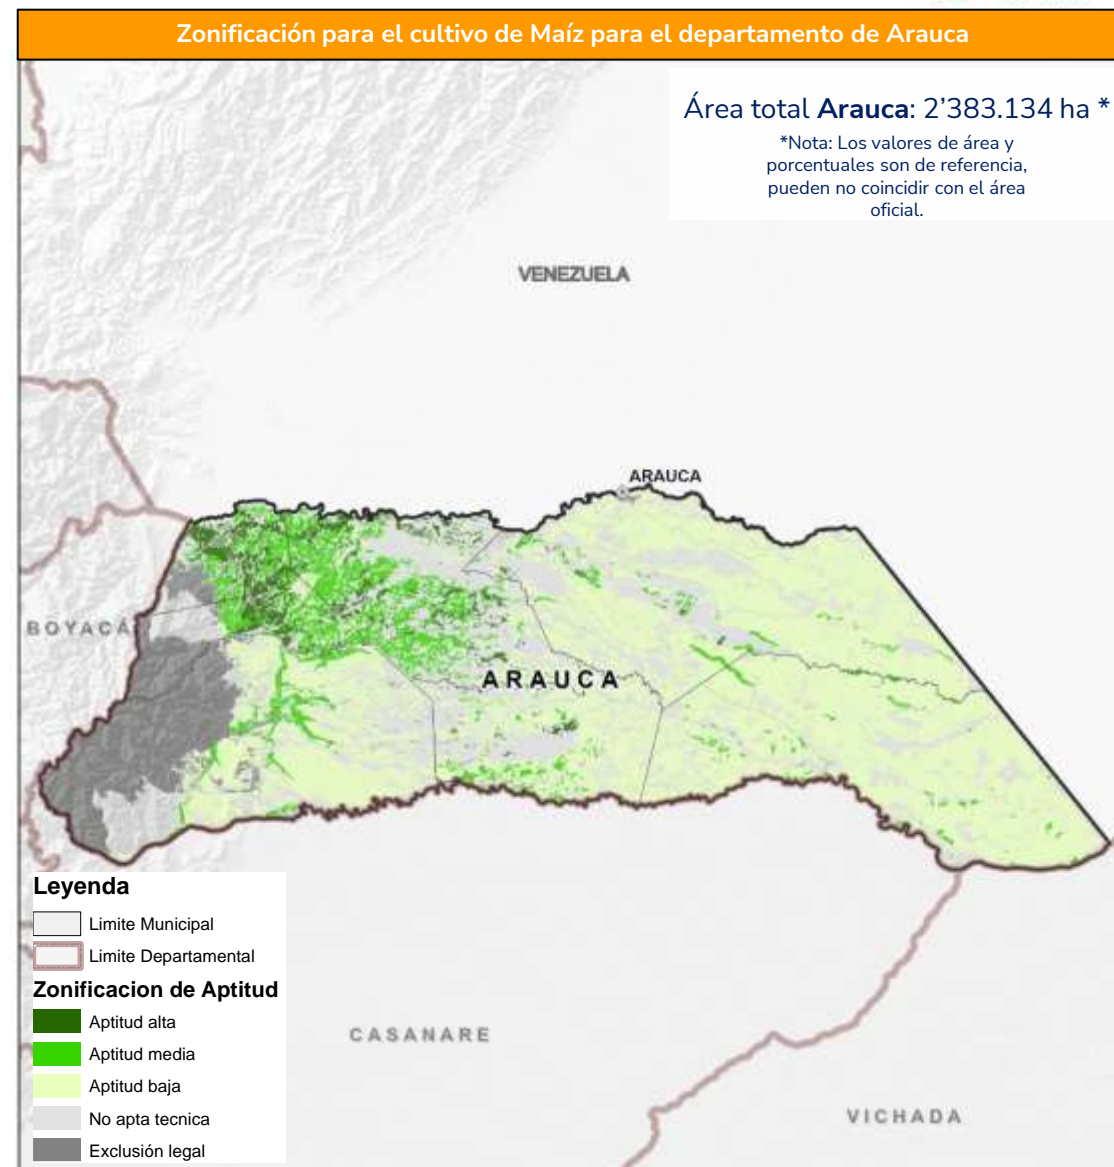 Zonificación para el cultivo de Maíz para el departamento de Arauca
Área total Arauca: 2'383.134 ha *
*Nota: Los valores de área y
porcentuales son de referencia,
pueden no coincidir con el área
oficial.
VENEZUELA
ARAUCA
BOYACÁ
ARAUCA
Leyenda
Limite Municipal
Limite Departamental
Zonificacion de Aptitud
Aptitud alta
Aptitud media
Aptitud baja
No apta tecnica
Exclusión legal
CASANARE
VICHADA